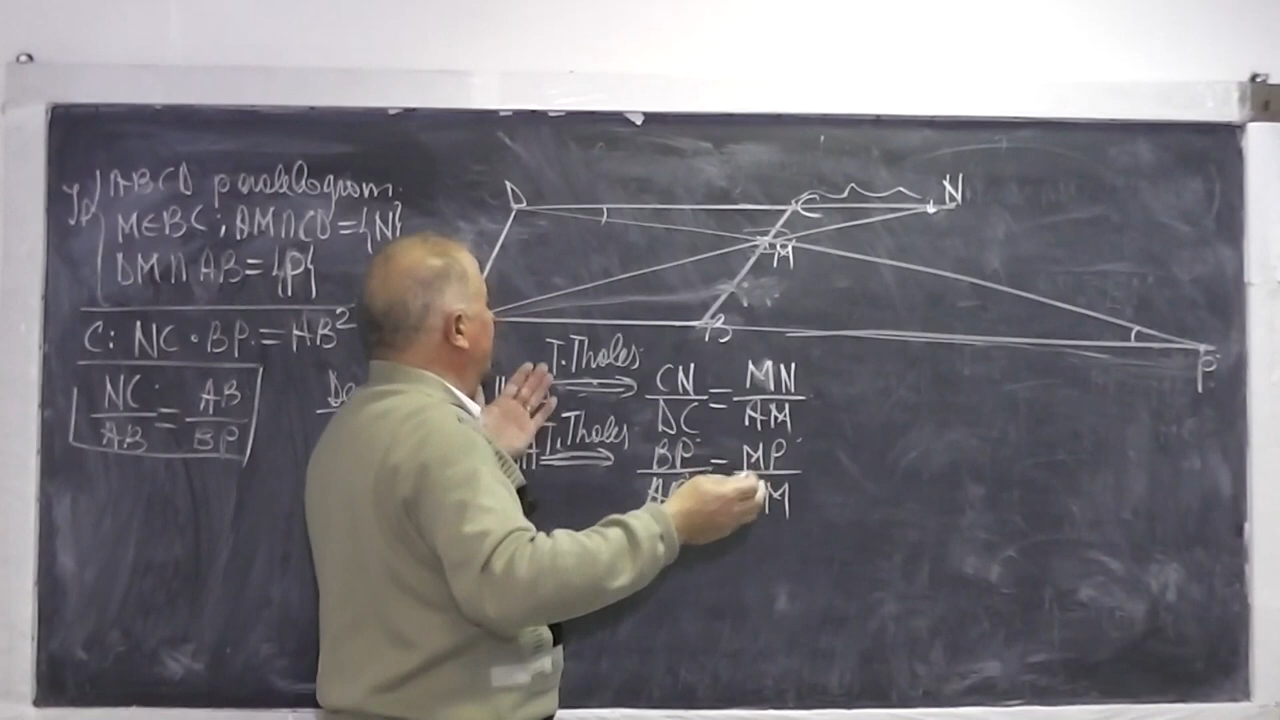 Ip ABCD paralelogram.
M∈BC ; AM∩CD={N}
DM∩AB={P}
C: NC·BP=AB²
NC/AB = AB/BP
D C N
M
B P
T.Thales CN/DC = MN/AM
T.Thales BP/AB = MP/DM